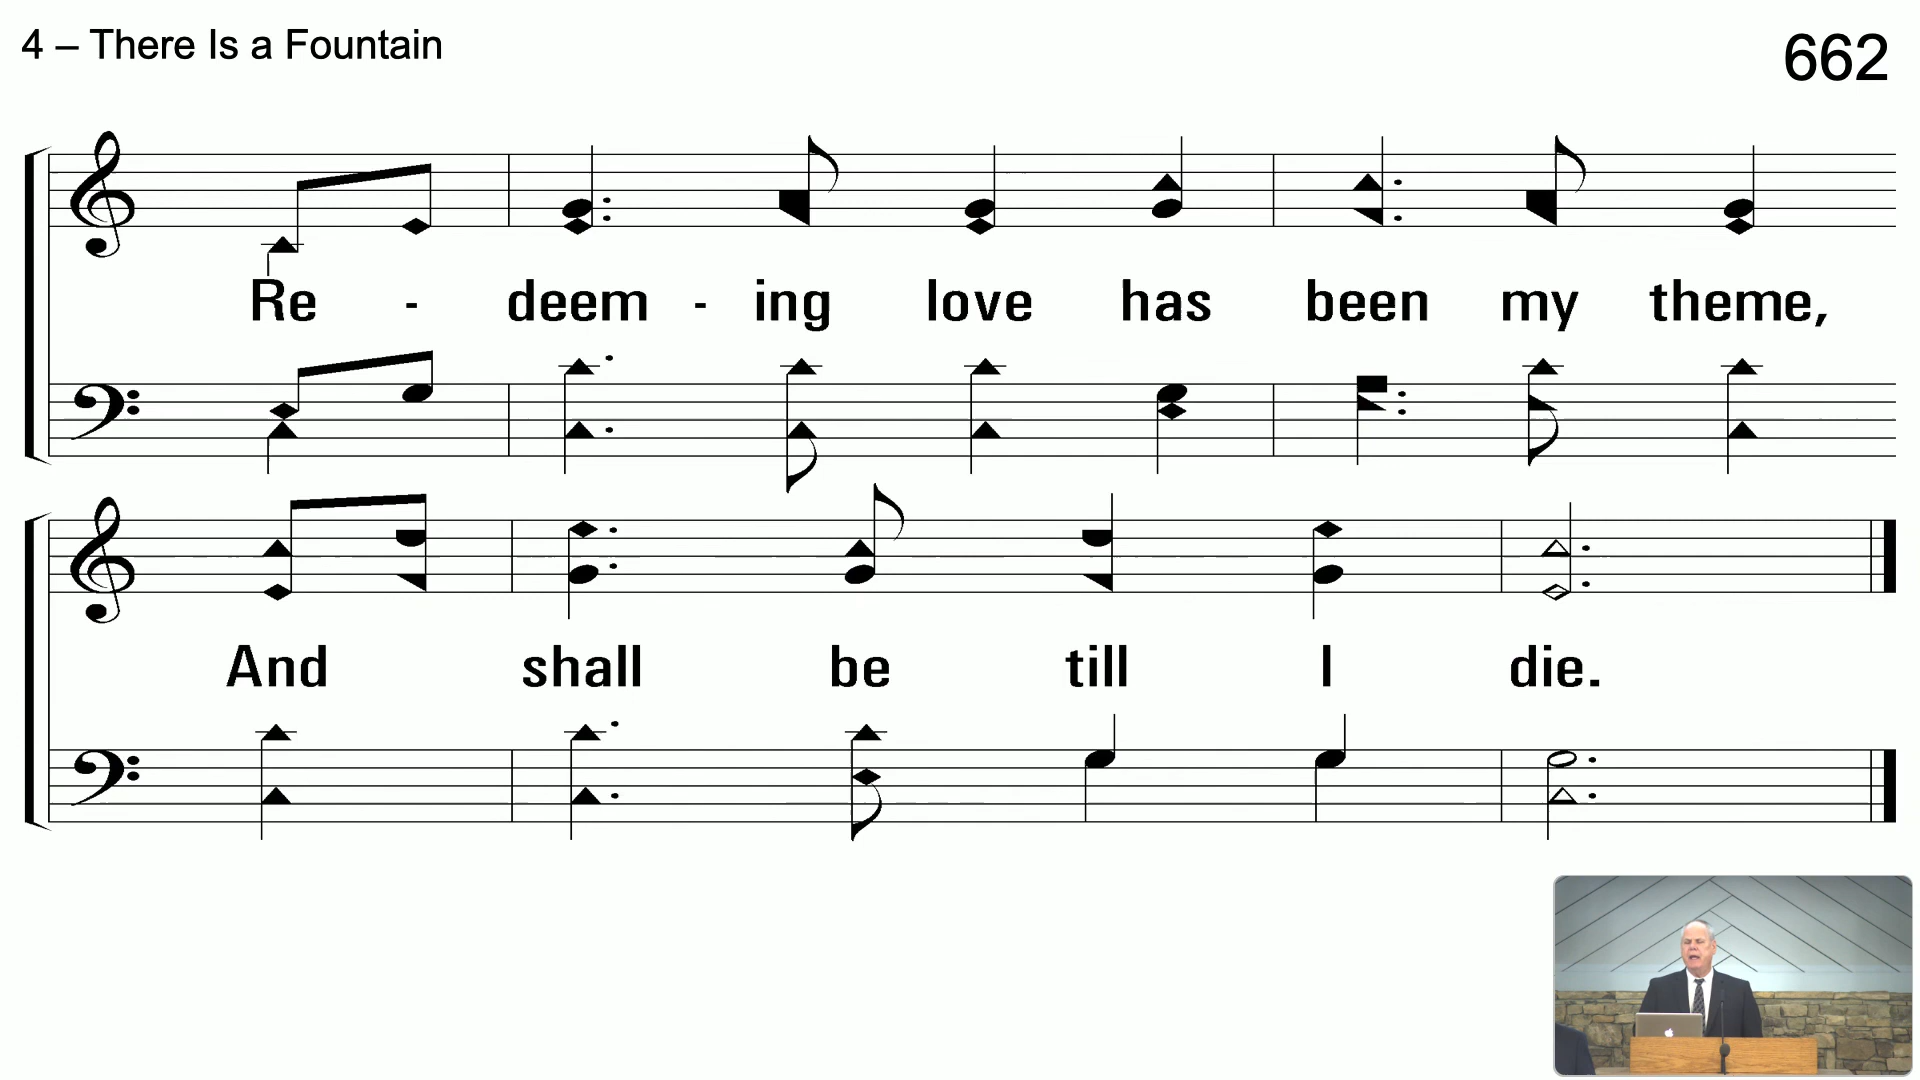 4 – There Is a Fountain
662
Re - deem - ing love has been my theme,
And shall be till I die.